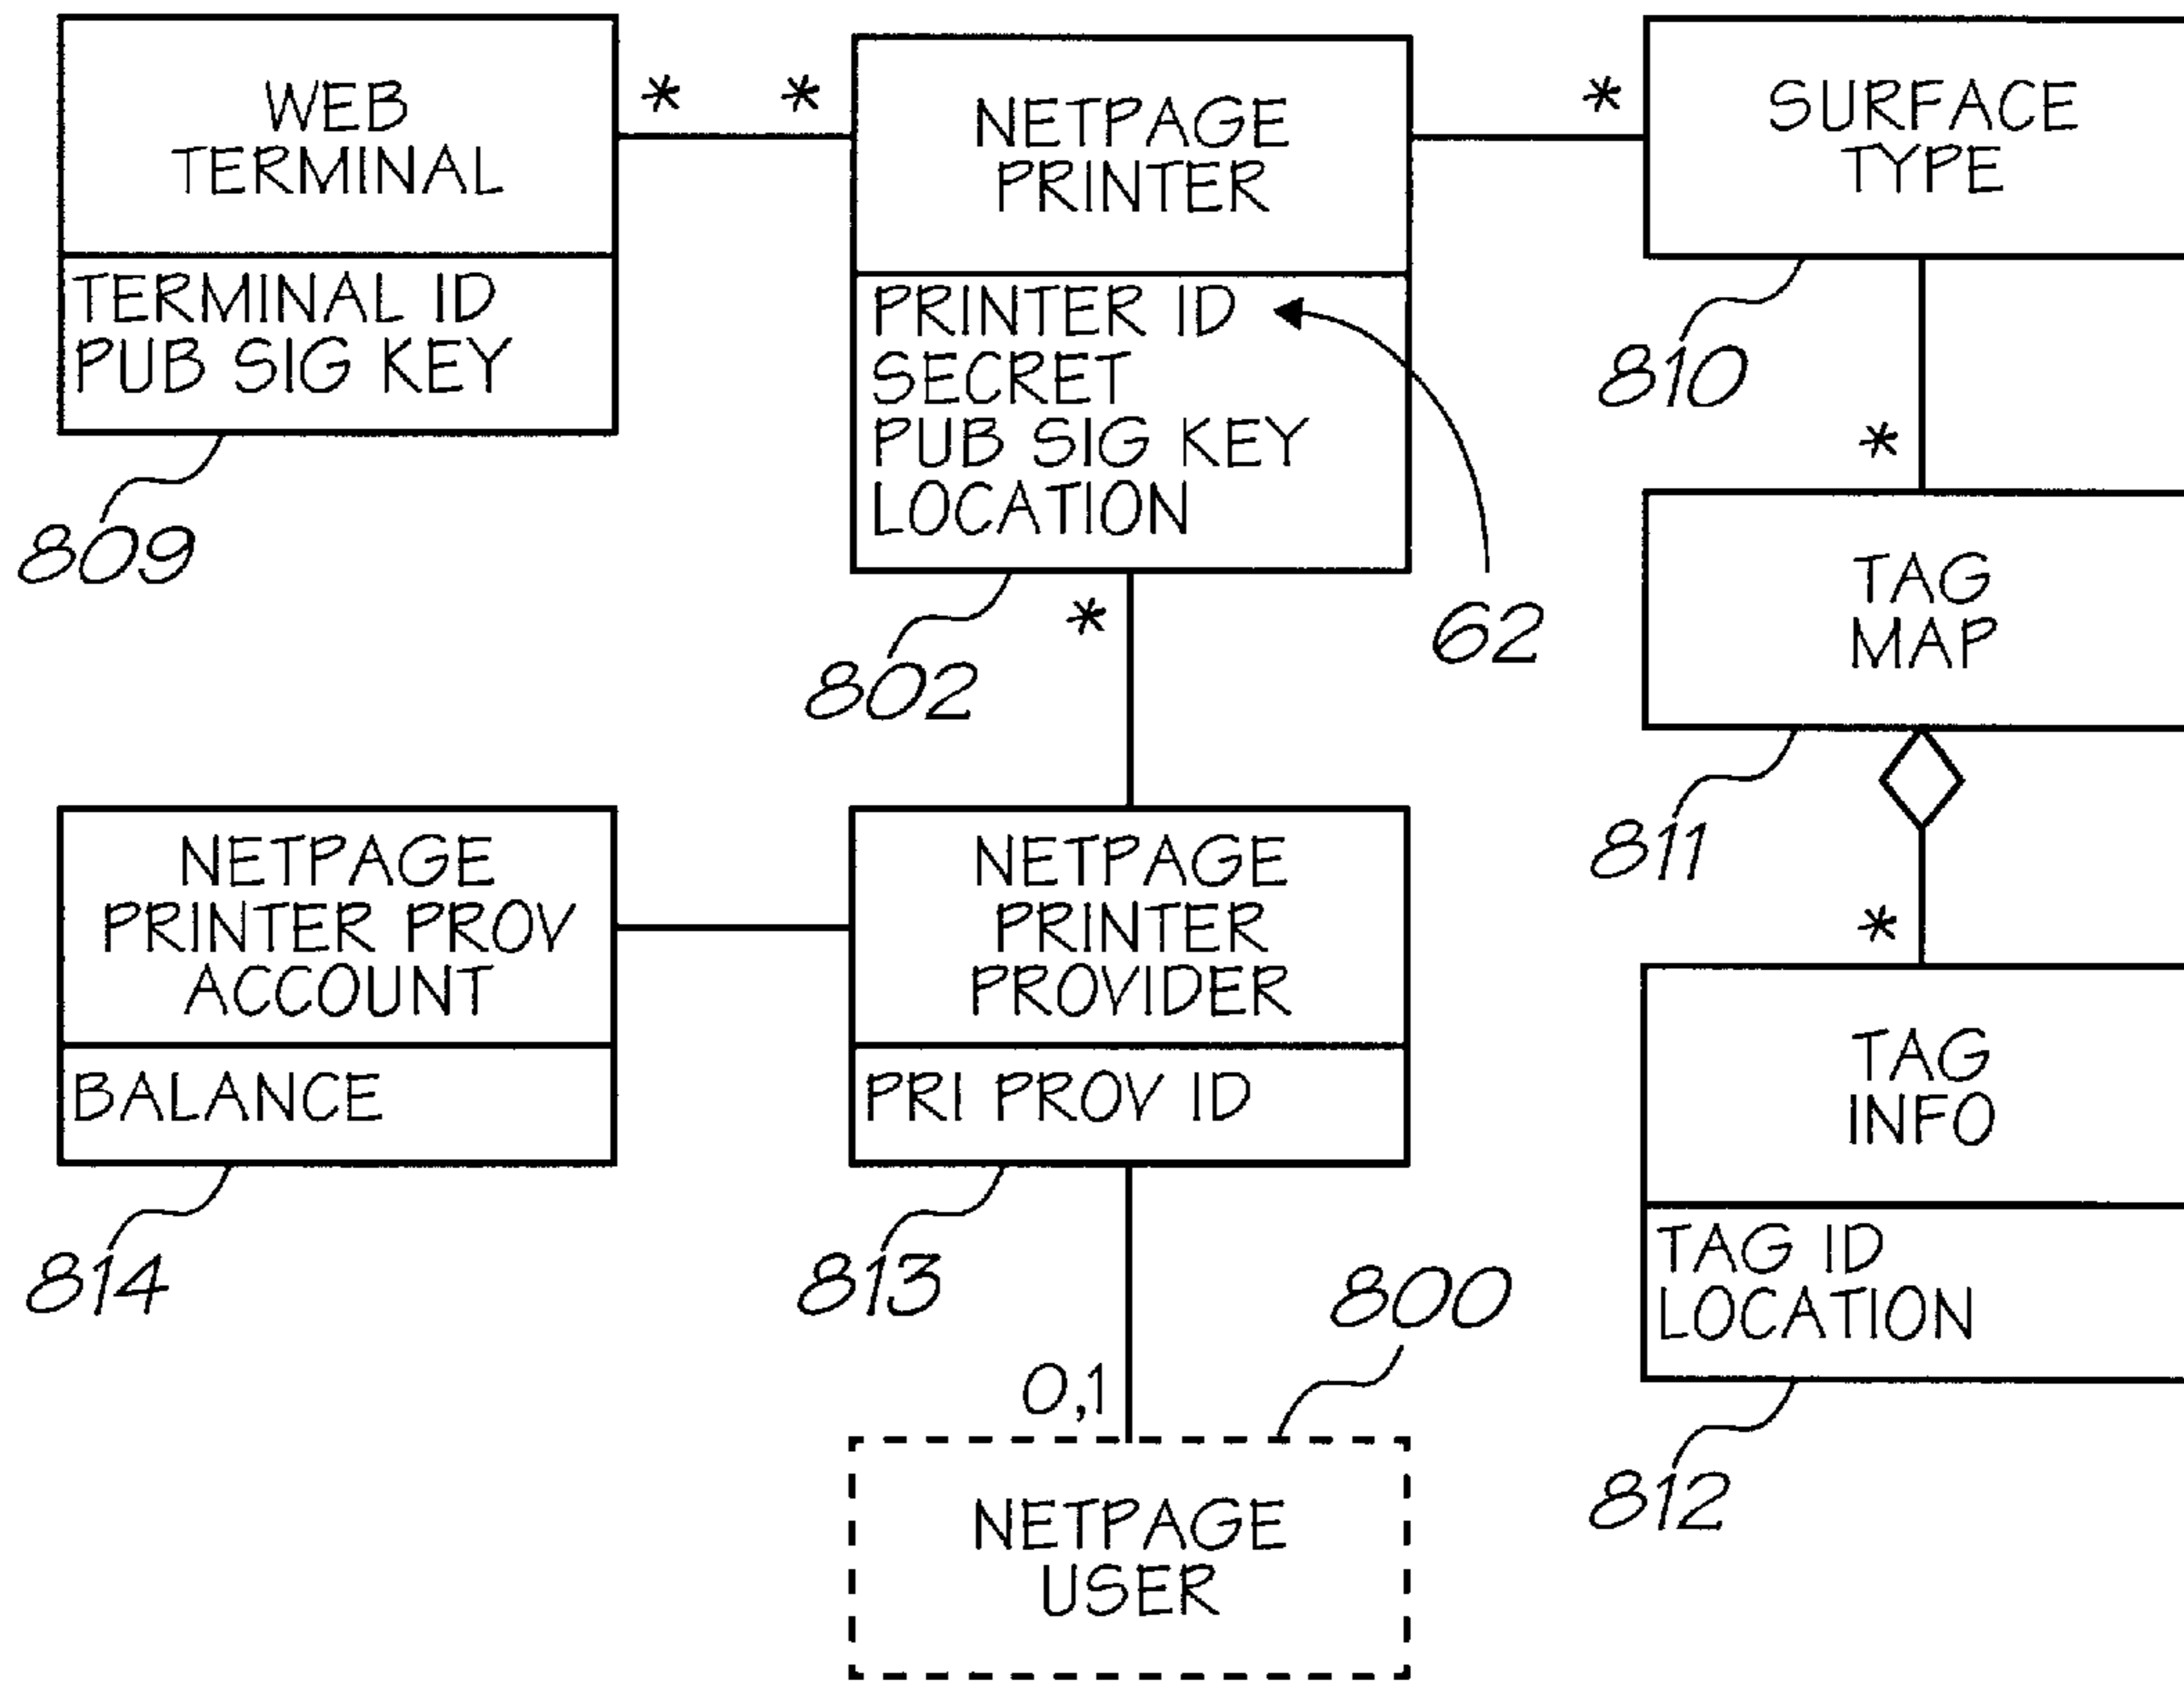 WEB
TERMINAL
TERMINAL ID
PUB SIG KEY
809
*
*
NETPAGE
PRINTER
PRINTER ID
SECRET
PUB SIG KEY
LOCATION
802
62
*
*
SURFACE
TYPE
810
*
TAG
MAP
811
*
TAG
INFO
TAG ID
LOCATION
812
NETPAGE
PRINTER PROV
ACCOUNT
BALANCE
814
NETPAGE
PRINTER
PROVIDER
PRI PROV ID
813
0,1
800
NETPAGE
USER